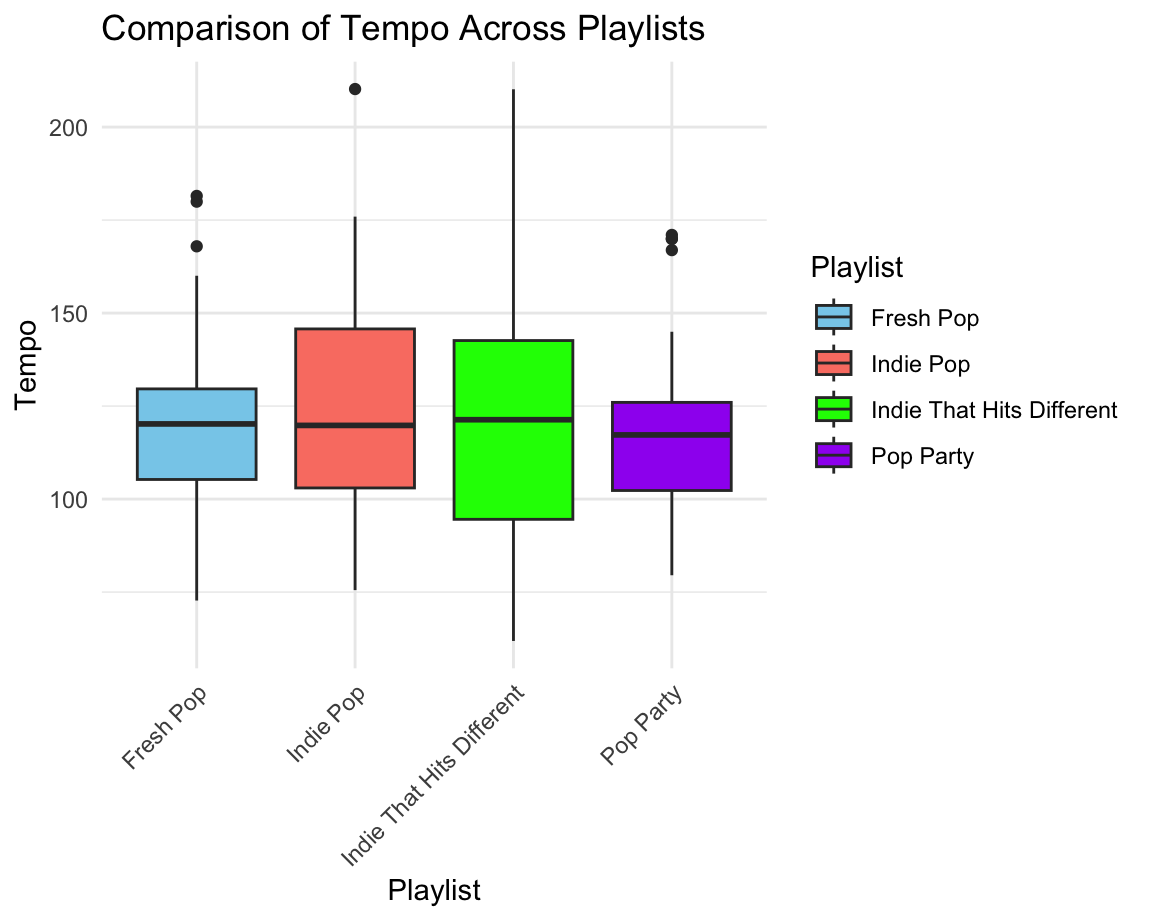 Comparison of Tempo Across Playlists
Tempo
200
150
100
Fresh Pop
Indie Pop
Indie That Hits Different
Pop Party
Playlist
Playlist
Fresh Pop
Indie Pop
Indie That Hits Different
Pop Party